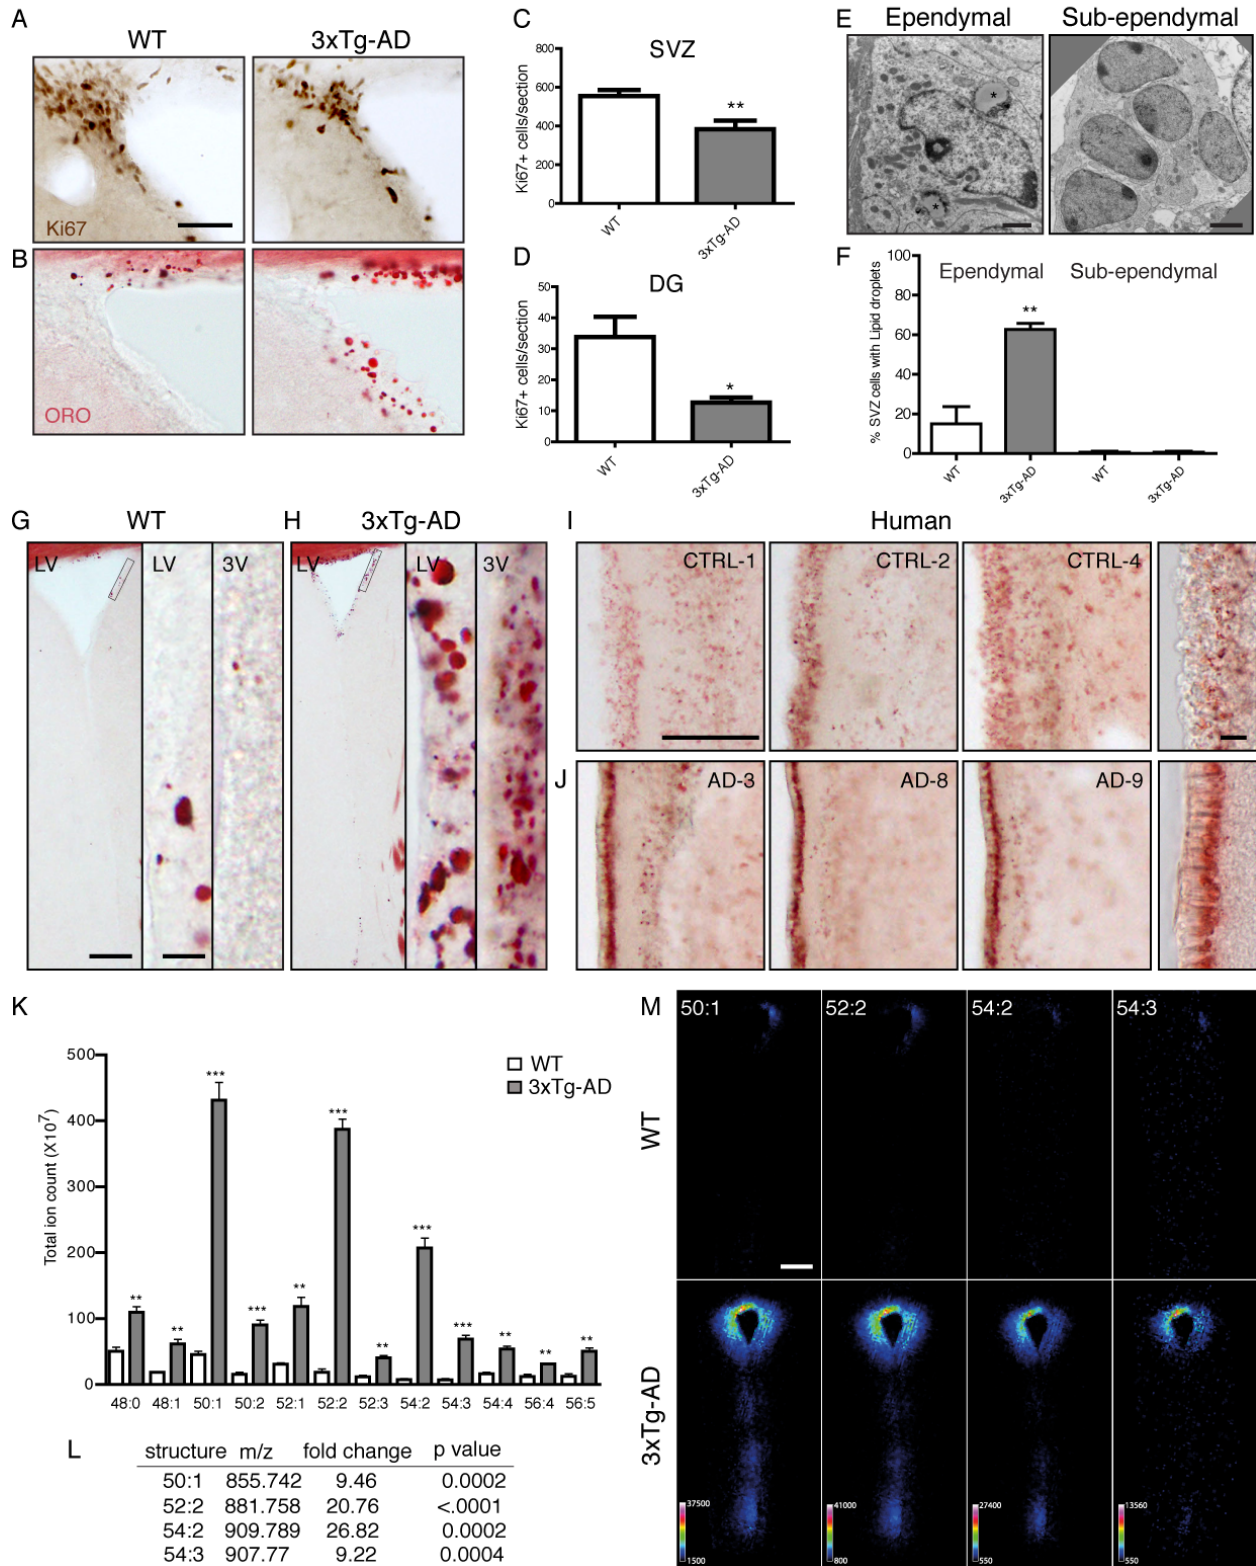 A
WT
3xTg-AD
Ki67
B
ORO
C
SVZ
Ki67+ cells/section
800
600
400
200
0
**
WT
3xTg-AD
D
DG
Ki67+ cells/section
50
40
30
20
10
0
*
WT
3xTg-AD
E
Ependymal
Sub-ependymal
*
*
F
Ependymal
Sub-ependymal
% SVZ cells with Lipid droplets
100
80
60
40
20
0
**
WT
3xTg-AD
WT
3xTg-AD
G
WT
LV
LV
3V
H
3xTg-AD
LV
LV
3V
I
Human
CTRL-1
CTRL-2
CTRL-4
J
AD-3
AD-8
AD-9
K
Total ion count (X10⁷)
500
400
300
200
100
0
WT
3xTg-AD
**
**
***
***
**
***
**
***
***
**
**
**
48:0 48:1 50:1 50:2 52:1 52:2 52:3 54:2 54:3 54:4 56:4 56:5
L
structure m/z fold change p value
50:1 855.742 9.46 0.0002
52:2 881.758 20.76 <.0001
54:2 909.789 26.82 0.0002
54:3 907.77 9.22 0.0004
M
50:1
52:2
54:2
54:3
WT
3xTg-AD
37500
1500
41000
800
27400
550
13560
550